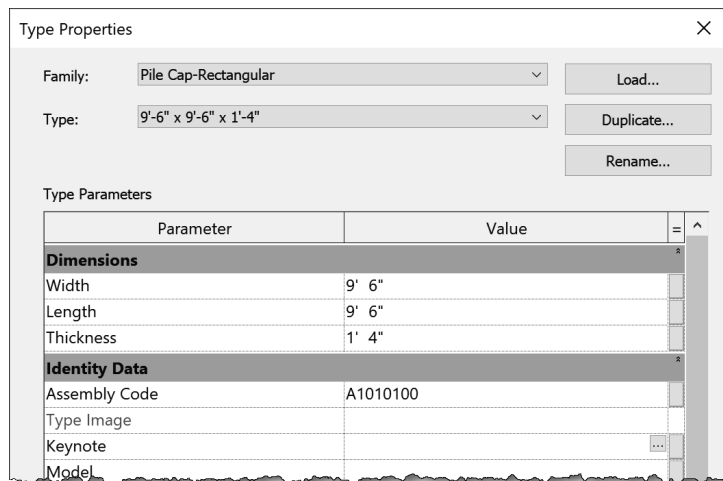 Type Properties
Family: Pile Cap-Rectangular Load...
Type: 9'-6" x 9'-6" x 1'-4" Duplicate...
Rename...
Type Parameters
Parameter Value =
Dimensions
Width 9' 6"
Length 9' 6"
Thickness 1' 4"
Identity Data
Assembly Code A1010100
Type Image
Keynote ...
Model